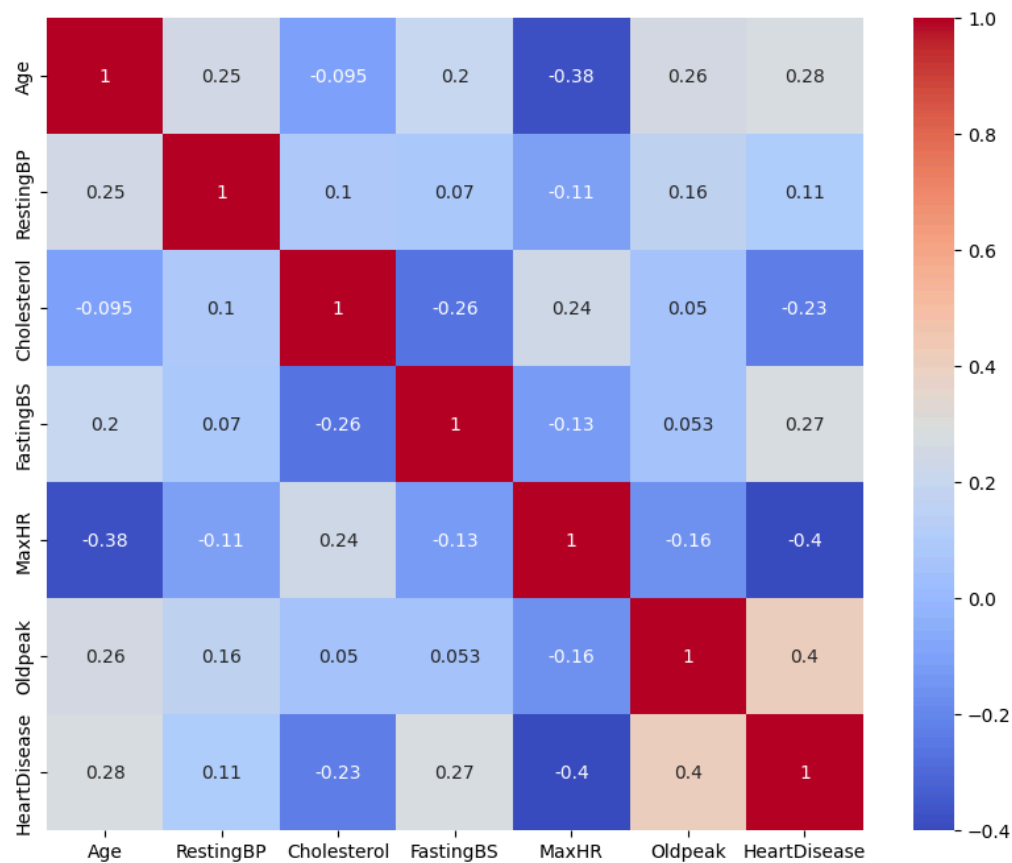 Age 1 0.25 -0.095 0.2 -0.38 0.26 0.28
RestingBP 0.25 1 0.1 0.07 -0.11 0.16 0.11
Cholesterol -0.095 0.1 1 -0.26 0.24 0.05 -0.23
FastingBS 0.2 0.07 -0.26 1 -0.13 0.053 0.27
MaxHR -0.38 -0.11 0.24 -0.13 1 -0.16 -0.4
Oldpeak 0.26 0.16 0.05 0.053 -0.16 1 0.4
HeartDisease 0.28 0.11 -0.23 0.27 -0.4 0.4 1
Age RestingBP Cholesterol FastingBS MaxHR Oldpeak HeartDisease
1.0
0.8
0.6
0.4
0.2
0.0
−0.2
−0.4